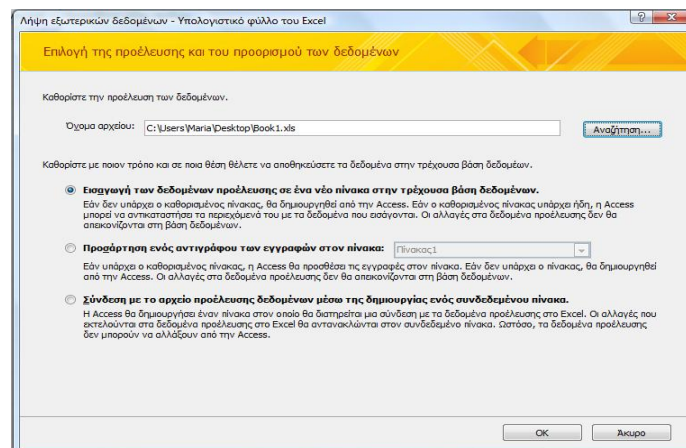 Λήψη εξωτερικών δεδομένων - Υπολογιστικό φύλλο του Excel
Επιλογή της προέλευσης και του προορισμού των δεδομένων
Καθορίστε την προέλευση των δεδομένων.
Όνομα αρχείου: C:\Users\Maria\Desktop\Book1.xls Αναζήτηση...
Καθορίστε με ποιον τρόπο και σε ποια θέση θέλετε να αποθηκεύσετε τα δεδομένα στην τρέχουσα βάση δεδομένων.
Εισαγωγή των δεδομένων προέλευσης σε ένα νέο πίνακα στην τρέχουσα βάση δεδομένων.
Εάν δεν υπάρχει ο καθορισμένος πίνακας, θα δημιουργηθεί από την Access. Εάν ο καθορισμένος πίνακας υπάρχει ήδη, η Access
μπορεί να αντικαταστήσει τα περιεχόμενά του με τα δεδομένα που εισάγονται. Οι αλλαγές στα δεδομένα προέλευσης δεν θα
απεικονίζονται στη βάση δεδομένων.
Προσάρτηση ενός αντιγράφου των εγγραφών στον πίνακα: Πίνακας1
Εάν υπάρχει ο καθορισμένος πίνακας, η Access θα προσθέσει τις εγγραφές στον πίνακα. Εάν δεν υπάρχει ο πίνακας, θα δημιουργηθεί
από την Access. Οι αλλαγές στα δεδομένα προέλευσης δεν θα απεικονίζονται στη βάση δεδομένων.
Σύνδεση με το αρχείο προέλευσης δεδομένων μέσω της δημιουργίας ενός συνδεδεμένου πίνακα.
Η Access θα δημιουργήσει έναν πίνακα στον οποίο θα διατηρείται μια σύνδεση με τα δεδομένα προέλευσης στο Excel. Οι αλλαγές που
εκτελούνται στα δεδομένα προέλευσης στο Excel θα αντανακλώνται στον συνδεδεμένο πίνακα. Ωστόσο, τα δεδομένα προέλευσης
δεν μπορούν να αλλάξουν από την Access.
OK Άκυρο